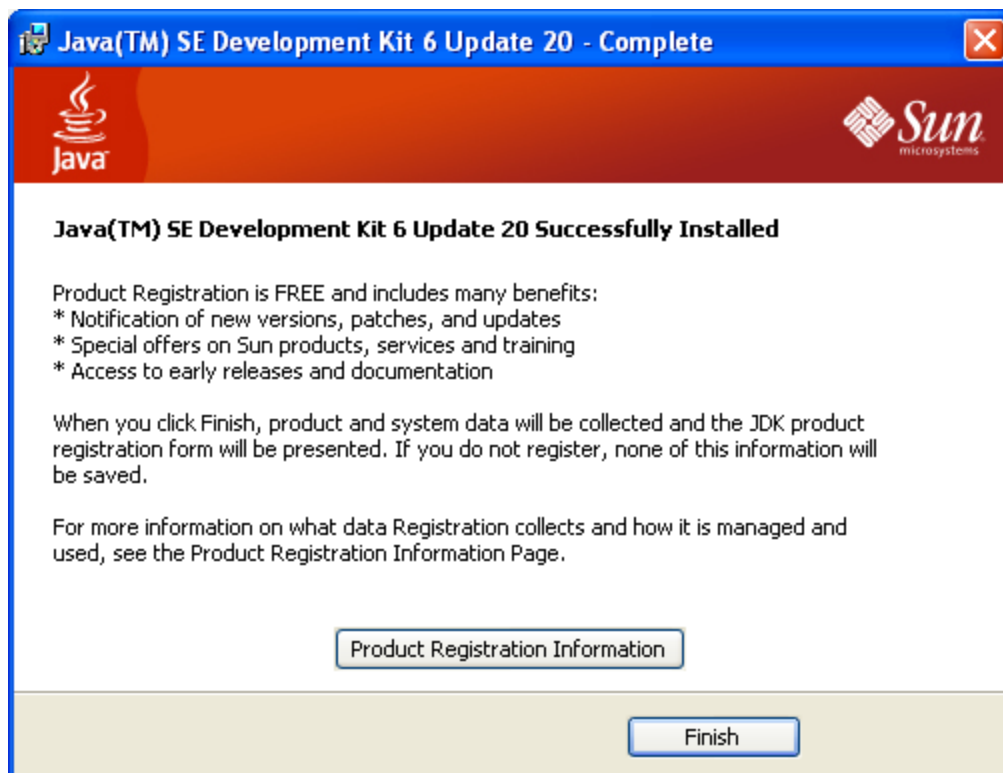 Java(TM) SE Development Kit 6 Update 20 - Complete
Java
Sun
microsystems
Java(TM) SE Development Kit 6 Update 20 Successfully Installed
Product Registration is FREE and includes many benefits:
* Notification of new versions, patches, and updates
* Special offers on Sun products, services and training
* Access to early releases and documentation
When you click Finish, product and system data will be collected and the JDK product
registration form will be presented. If you do not register, none of this information will
be saved.
For more information on what data Registration collects and how it is managed and
used, see the Product Registration Information Page.
Product Registration Information
Finish